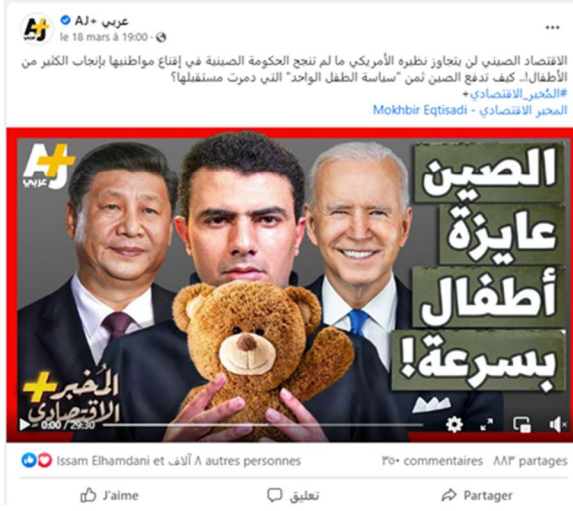 AJ+ عربي
le 18 mars à 19:00
الاقتصاد الصيني لن يتجاوز نظيره الأمريكي ما لم تنجح الحكومة الصينية في إقناع مواطنيها بإنجاب الكثير من
الأطفال!.. كيف تدفع الصين ثمن "سياسة الطفل الواحد" التي دمرت مستقبلها؟
#المُخبر_الاقتصادي+
المخبر الاقتصادي - Mokhbir Eqtisadi
عربي
الصين
عايزة
أطفال
بسرعة!
المُخبر+
الاقتصادي
0:00 / 29:30
Issam Elhamdani et ٨ آلاف autres personnes
٣٥٠ commentaires ٨٨٣ partages
J'aime
تعليق
Partager